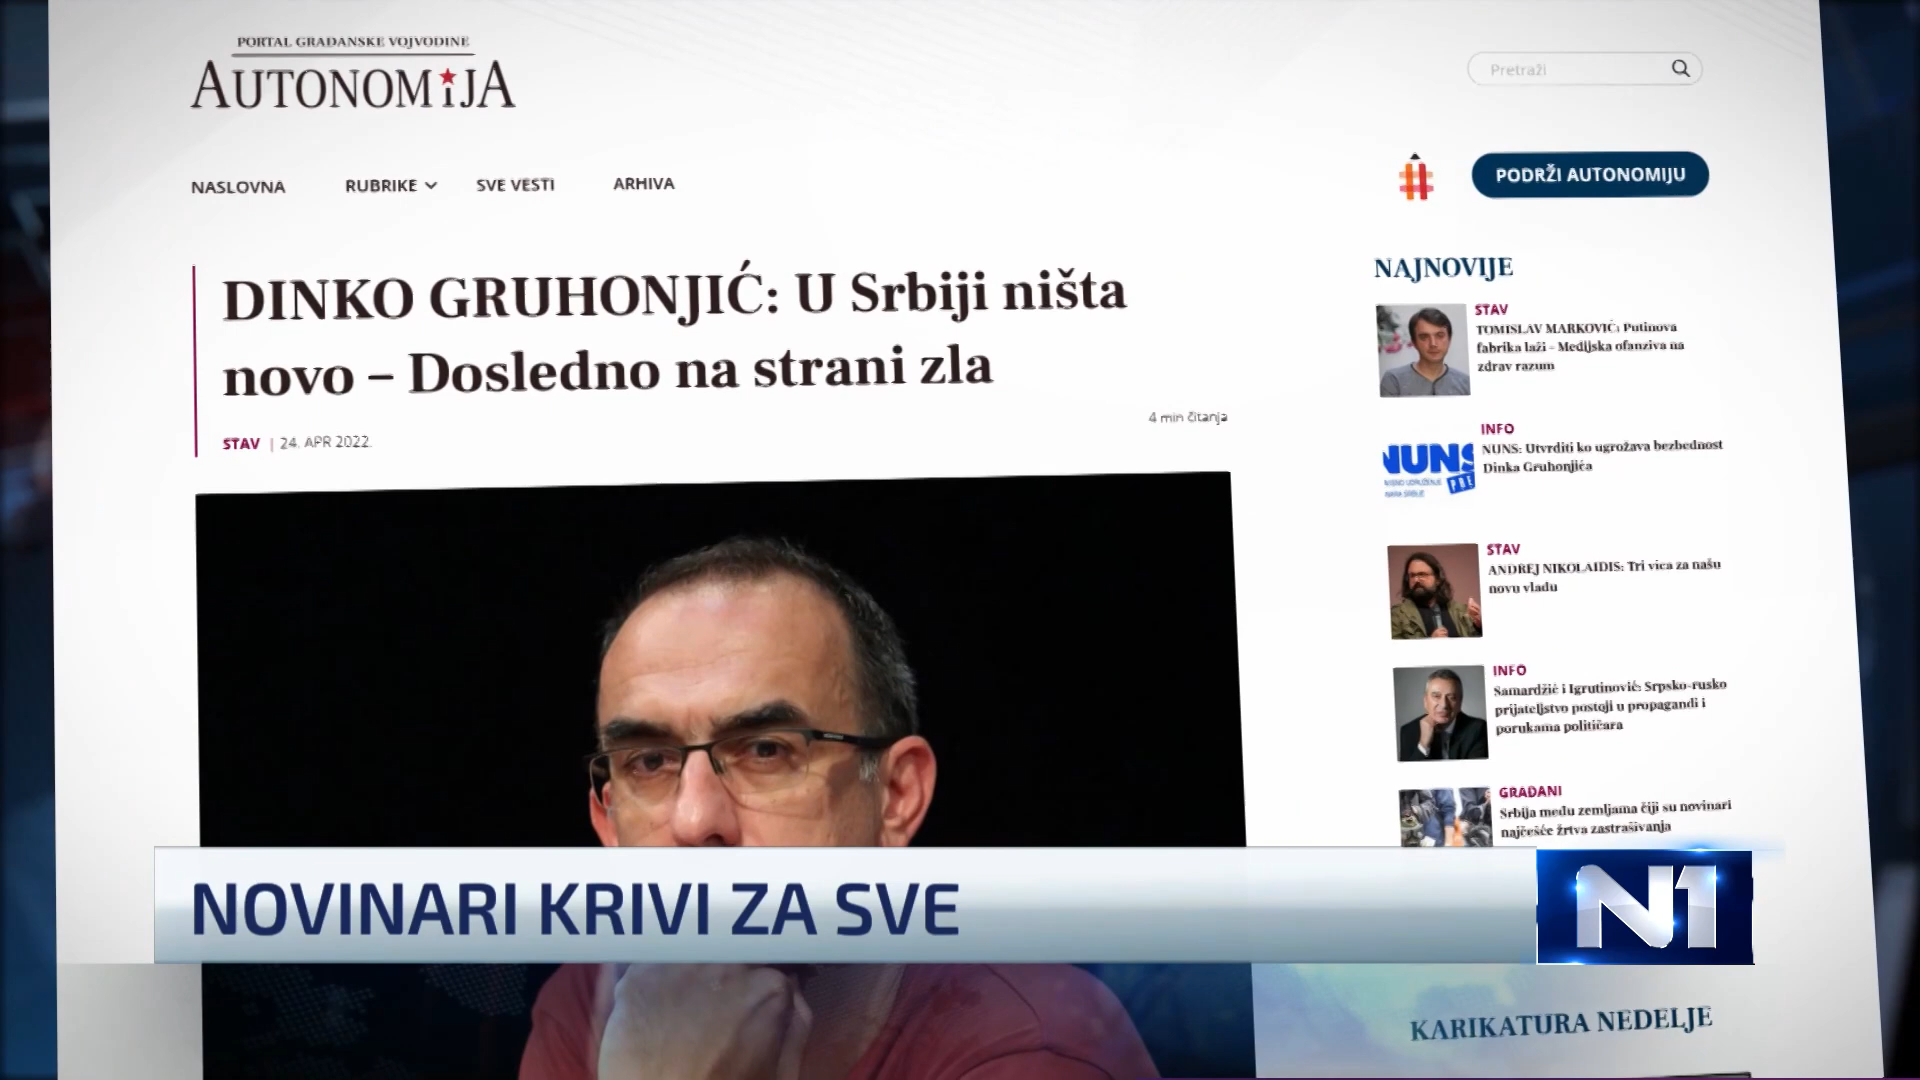 PORTAL GRAĐANSKE VOJVODINE
AUTONOMIJA
Pretraži
NASLOVNA
RUBRIKE
SVE VESTI
ARHIVA
PODRŽI AUTONOMIJU
DINKO GRUHONJIĆ: U Srbiji ništa
novo – Dosledno na strani zla
4 min čitanja
STAV | 24. APR 2022.
NAJNOVIJE
STAV
TOMISLAV MARKOVIĆ: Putinova
fabrika laži – Medijska ofanziva na
zdrav razum
INFO
NUNS: Utvrditi ko ugrožava bezbednost
Dinka Gruhonjića
NUNS
STAV
ANDREJ NIKOLAIDIS: Tri vica za našu
novu vladu
INFO
Samardžić i Igrutinović: Srpsko-rusko
prijateljstvo postoji u propagandi i
porukama političara
GRAĐANI
Srbija među zemljama čiji su novinari
najčešće žrtva zastrašivanja
NOVINARI KRIVI ZA SVE
N1
KARIKATURA NEDELJE